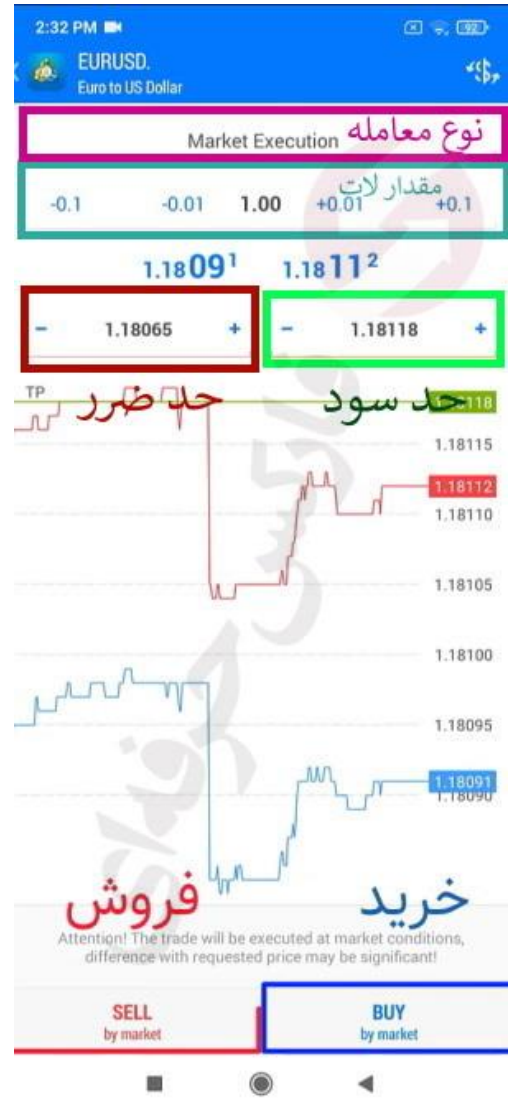 2:32 PM
92
EURUSD.
Euro to US Dollar
Market Execution نوع معامله
مقدار لات
-0.1 -0.01 1.00 +0.01 +0.1
1.18091 1.18112
- 1.18065 + - 1.18118 +
TP
حد ضرر حد سود
1.18118
1.18115
1.18112
1.18110
1.18105
1.18100
1.18095
1.18091
1.18090
فروش خرید
Attention! The trade will be executed at market conditions,
difference with requested price may be significant!
SELL BUY
by market by market
فارکس حرفه‌ای